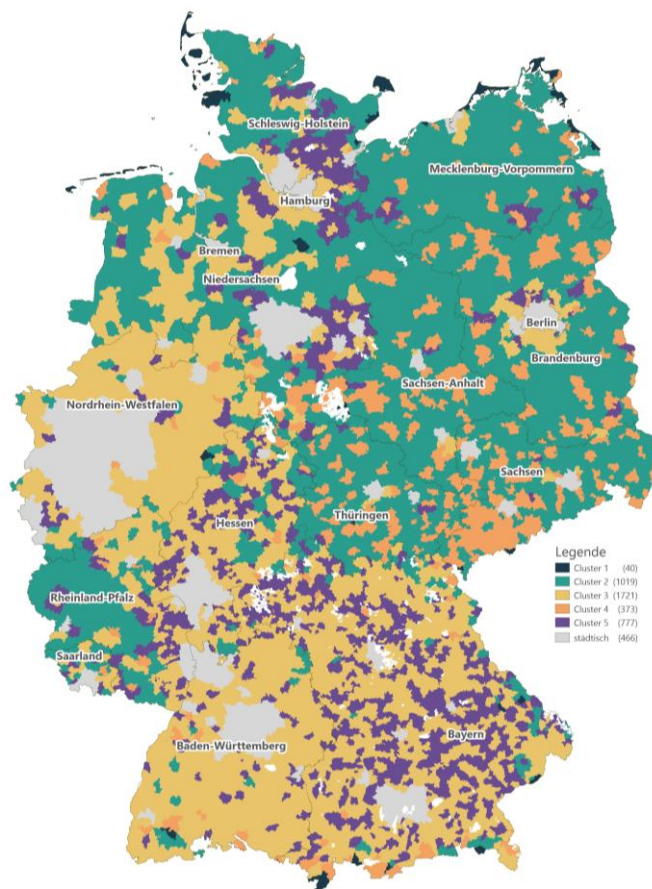 Schleswig-Holstein
Mecklenburg-Vorpommern
Hamburg
Bremen
Niedersachsen
Berlin
Brandenburg
Sachsen-Anhalt
Nordrhein-Westfalen
Sachsen
Hessen
Thüringen
Legende
Cluster 1 (40)
Cluster 2 (1019)
Cluster 3 (1721)
Cluster 4 (373)
Cluster 5 (777)
städtisch (466)
Rheinland-Pfalz
Saarland
Bayern
Baden-Württemberg